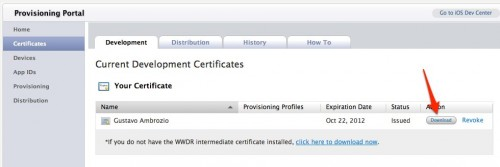 Provisioning Portal
Go to iOS Dev Center
Home
Certificates
Devices
App IDs
Provisioning
Distribution
Development
Distribution
History
How To
Current Development Certificates
Your Certificate
Name Provisioning Profiles Expiration Date Status Action
Gustavo Ambrozio Oct 22, 2012 Issued Download Revoke
*If you do not have the WWDR intermediate certificate installed, click here to download now.